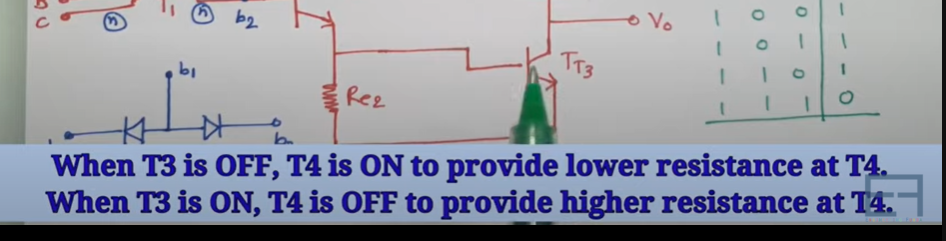 C
n
T1
n
b2
Vo
1 0 0 1
1 0 1 1
1 1 0 1
1 1 1 0
TT3
Re2
b1
When T3 is OFF, T4 is ON to provide lower resistance at T4.
When T3 is ON, T4 is OFF to provide higher resistance at T4.